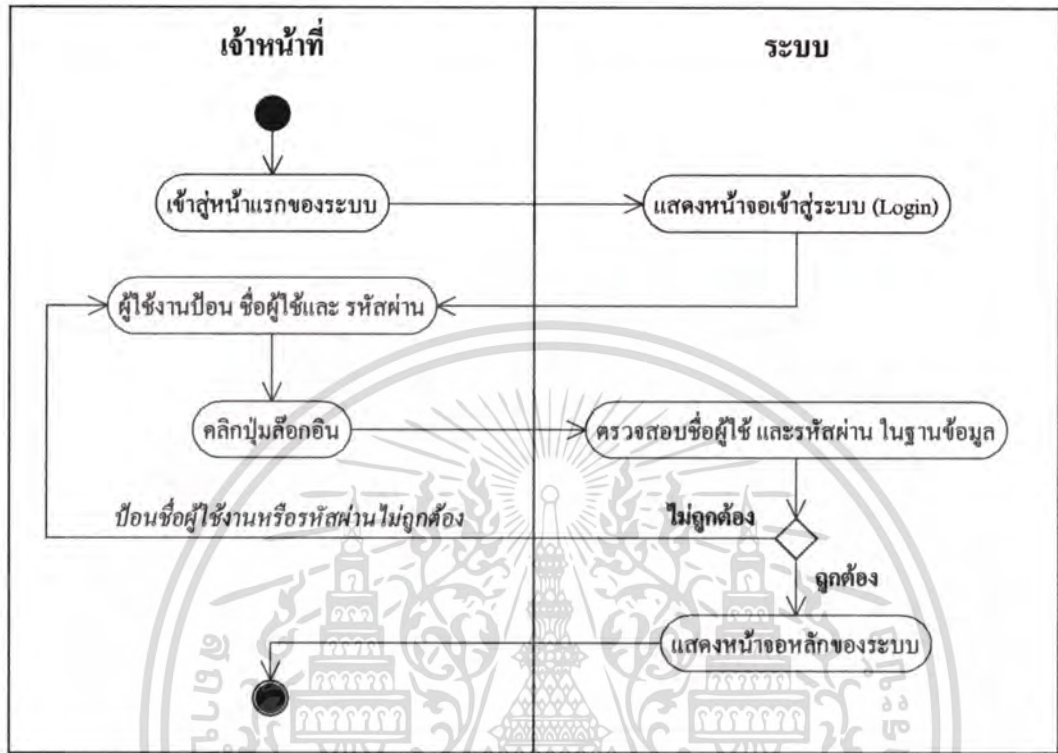 เจ้าหน้าที่
ระบบ
เข้าสู่หน้าแรกของระบบ
แสดงหน้าจอเข้าสู่ระบบ (Login)
ผู้ใช้งานป้อน ชื่อผู้ใช้และ รหัสผ่าน
คลิกปุ่มล๊อกอิน
ตรวจสอบชื่อผู้ใช้ และรหัสผ่าน ในฐานข้อมูล
ป้อนชื่อผู้ใช้งานหรือรหัสผ่านไม่ถูกต้อง
ไม่ถูกต้อง
ถูกต้อง
แสดงหน้าจอหลักของระบบ